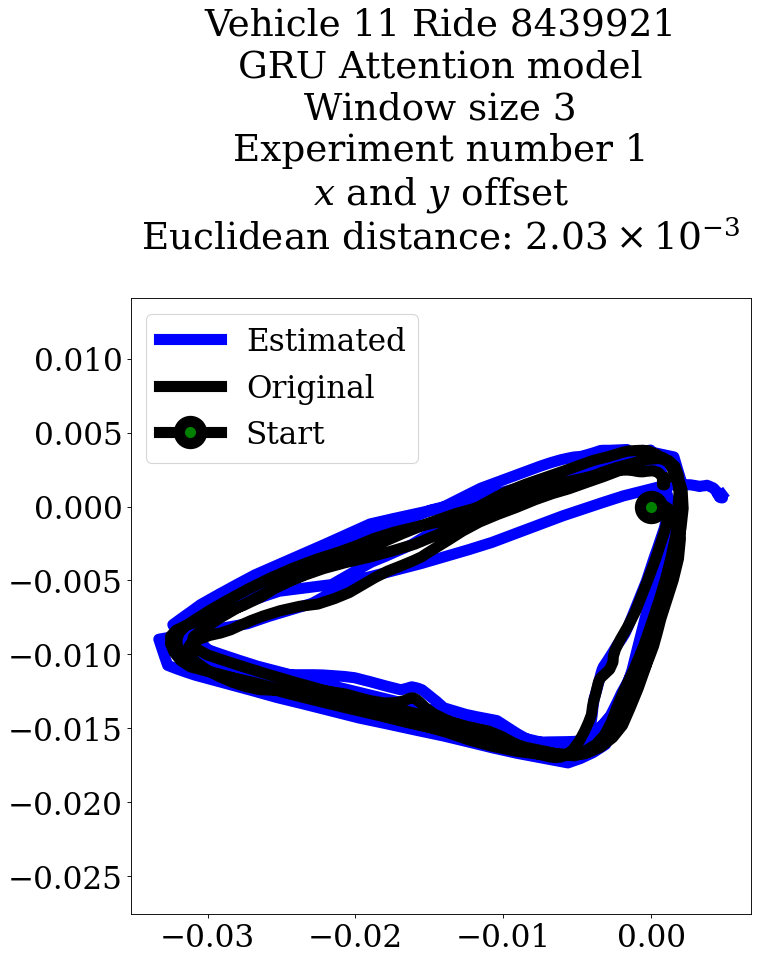 Vehicle 11 Ride 8439921
GRU Attention model
Window size 3
Experiment number 1
x and y offset
Euclidean distance: 2.03 × 10⁻³
Estimated
Original
Start
0.010
0.005
0.000
−0.005
−0.010
−0.015
−0.020
−0.025
−0.03 −0.02 −0.01 0.00